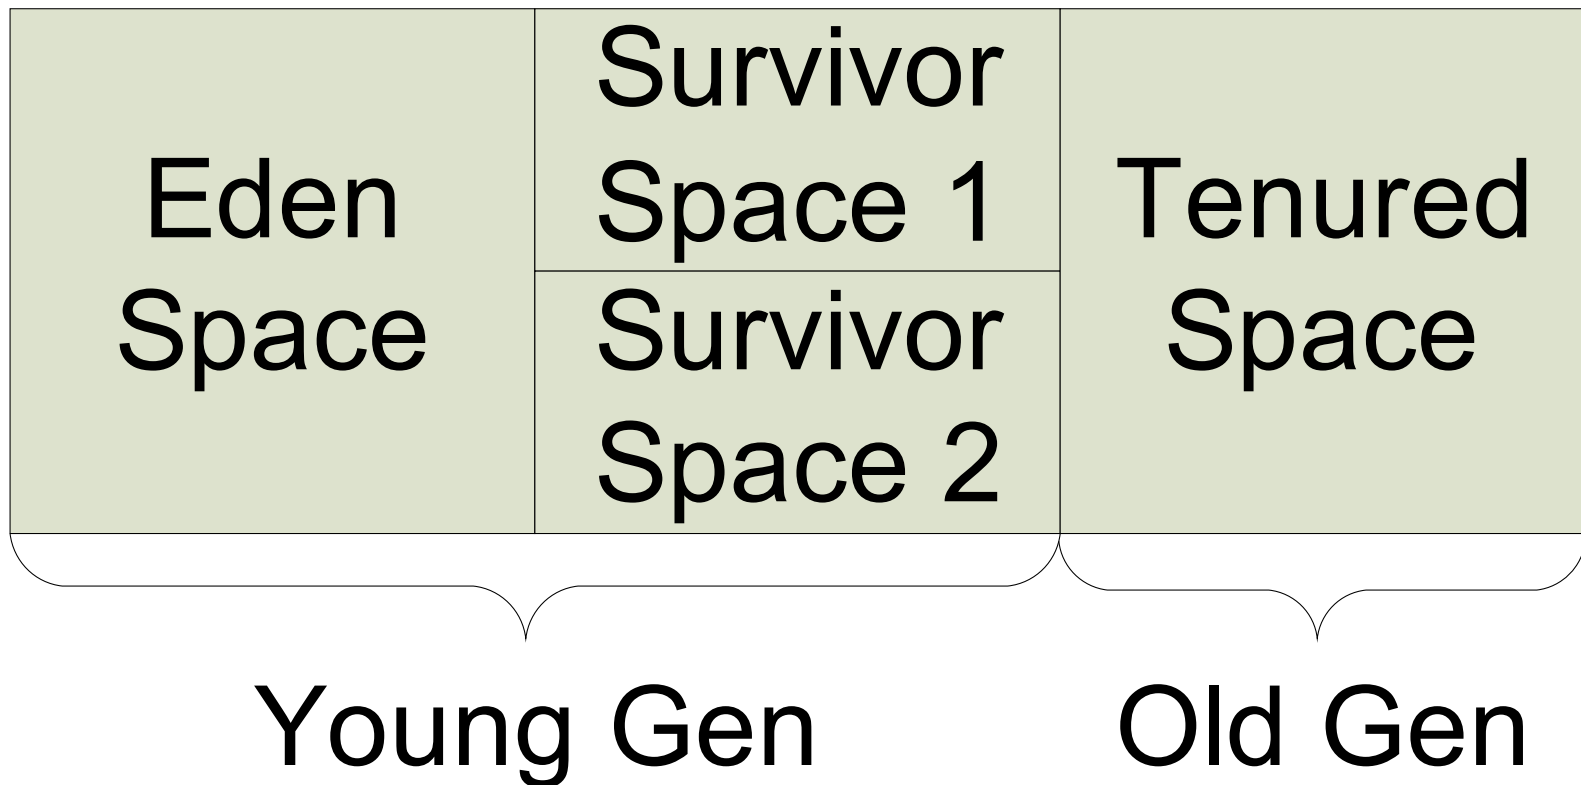 Eden
Space
Survivor
Space 1
Survivor
Space 2
Tenured
Space
Young Gen
Old Gen